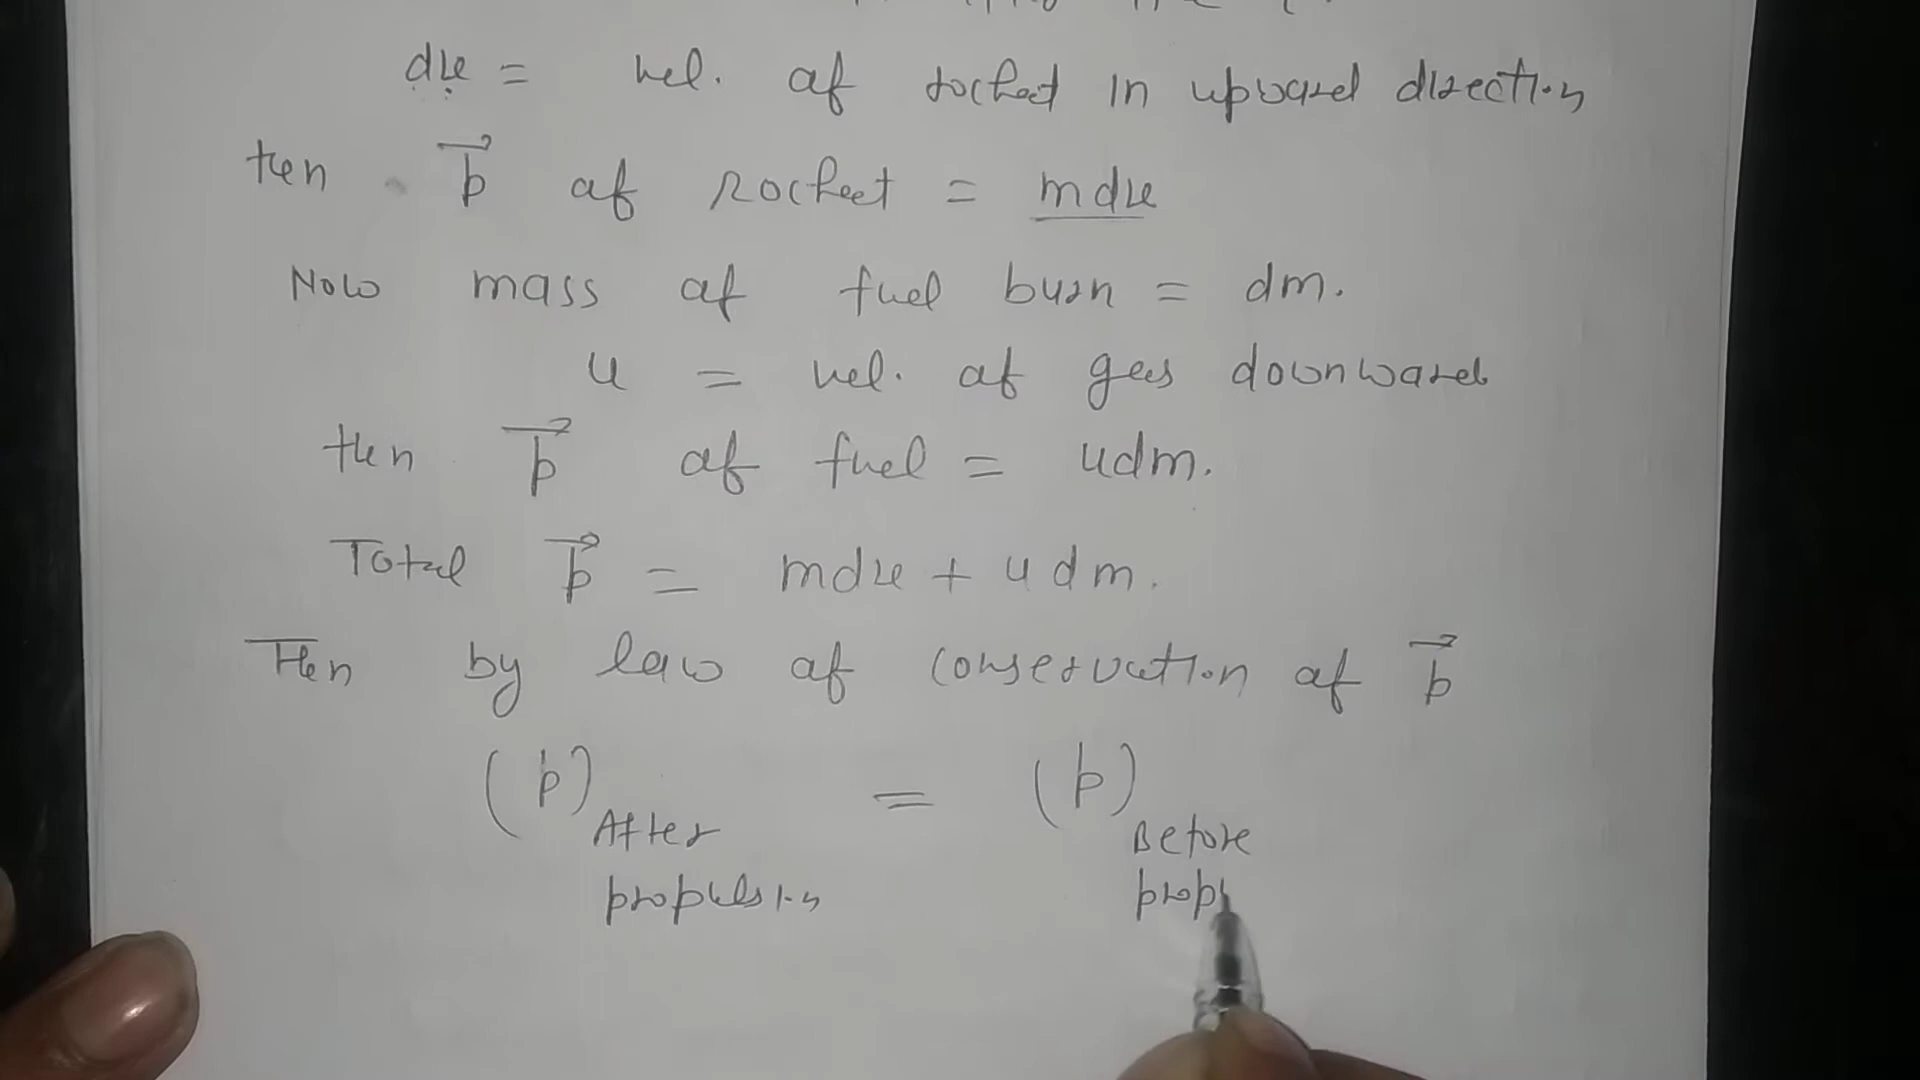 dv = vel. of rocket in upward direction
then p of rocket = mdv
Now mass of fuel burn = dm.
u = vel. of gas downward
then p of fuel = udm.
Total p = mdv + udm.
Then by law of conservation of p
(p) After propulsion = (p) Before prop